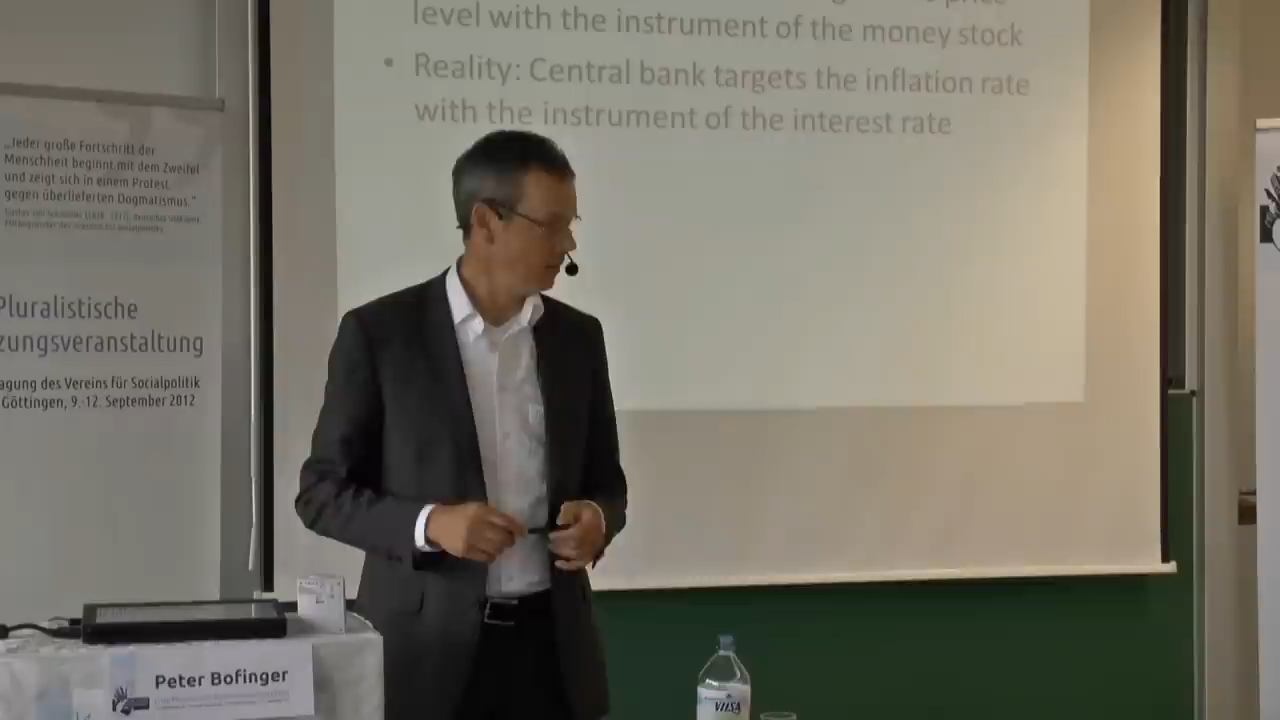 „Jeder große Fortschritt der
Menschheit beginnt mit dem Zweifel
und zeigt sich in einem Protest
gegen überlieferten Dogmatismus.“
Pluralistische
zungsveranstaltung
agung des Vereins für Socialpolitik
Göttingen, 9.-12. September 2012
level with the instrument of the money stock
• Reality: Central bank targets the inflation rate
with the instrument of the interest rate
Peter Bofinger
VILSA